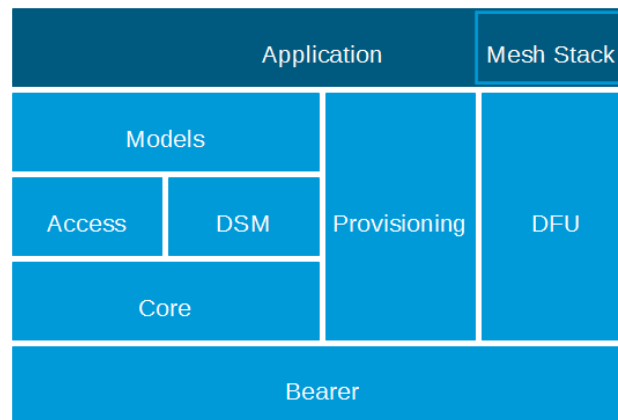 Application
Mesh Stack
Models
Access
DSM
Provisioning
DFU
Core
Bearer